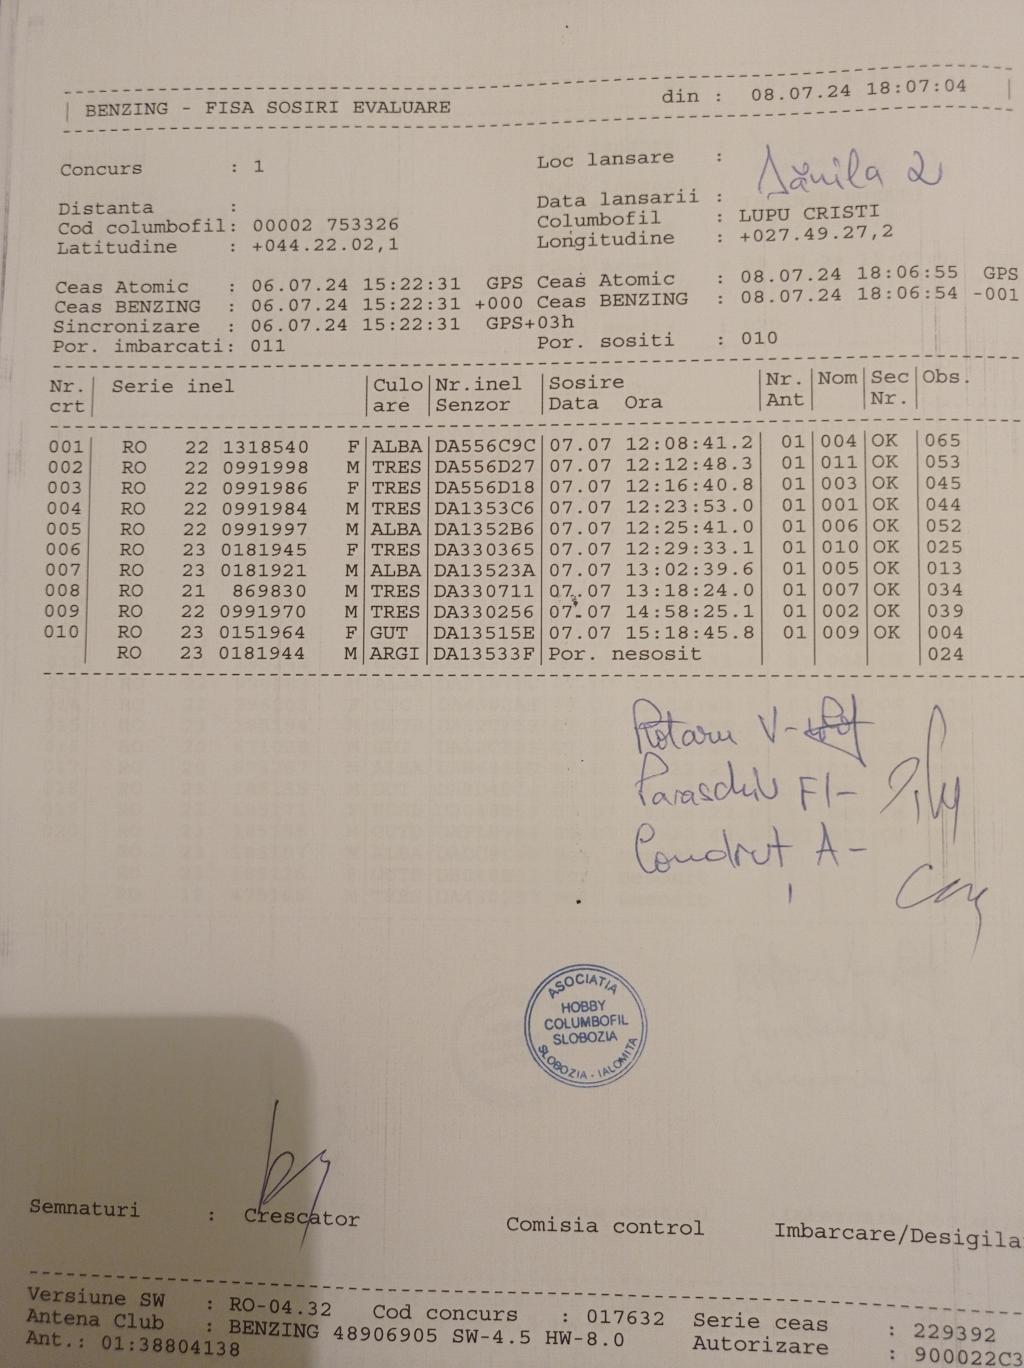 BENZING - FISA SOSIRI EVALUARE din : 08.07.24 18:07:04
Concurs : 1 Loc lansare : Dănila 2
Distanta : Data lansarii :
Cod columbofil: 00002 753326 Columbofil : LUPU CRISTI
Latitudine : +044.22.02,1 Longitudine : +027.49.27,2
Ceas Atomic : 06.07.24 15:22:31 GPS Ceas Atomic : 08.07.24 18:06:55 GPS
Ceas BENZING : 06.07.24 15:22:31 +000 Ceas BENZING : 08.07.24 18:06:54 -001
Sincronizare : 06.07.24 15:22:31 GPS+03h
Por. imbarcati: 011 Por. sositi : 010
Nr. Serie inel Culo Nr.inel Sosire Nr. Nom Sec Obs.
crt are Senzor Data Ora Ant Nr.
001 RO 22 1318540 F ALBA DA556C9C 07.07 12:08:41.2 01 004 OK 065
002 RO 22 0991998 M TRES DA556D27 07.07 12:12:48.3 01 011 OK 053
003 RO 22 0991986 F TRES DA556D18 07.07 12:16:40.8 01 003 OK 045
004 RO 22 0991984 M TRES DA1353C6 07.07 12:23:53.0 01 001 OK 044
005 RO 22 0991997 M ALBA DA1352B6 07.07 12:25:41.0 01 006 OK 052
006 RO 23 0181945 F TRES DA330365 07.07 12:29:33.1 01 010 OK 025
007 RO 23 0181921 M ALBA DA13523A 07.07 13:02:39.6 01 005 OK 013
008 RO 21 869830 M TRES DA330711 07.07 13:18:24.0 01 007 OK 034
009 RO 22 0991970 M TRES DA330256 07.07 14:58:25.1 01 002 OK 039
010 RO 23 0151964 F GUT DA13515E 07.07 15:18:45.8 01 009 OK 004
RO 23 0181944 M ARGI DA13533F Por. nesosit 024
Rotaru V-
Paraschiv Fl-
Condrut A-
ASOCIATIA
HOBBY
COLUMBOFIL
SLOBOZIA
SLOBOZIA - IALOMITA
Semnaturi : Crescator Comisia control Imbarcare/Desigila
Versiune SW : RO-04.32 Cod concurs : 017632 Serie ceas : 229392
Antena Club : BENZING 48906905 SW-4.5 HW-8.0 Autorizare : 900022C3
Ant.: 01:38804138